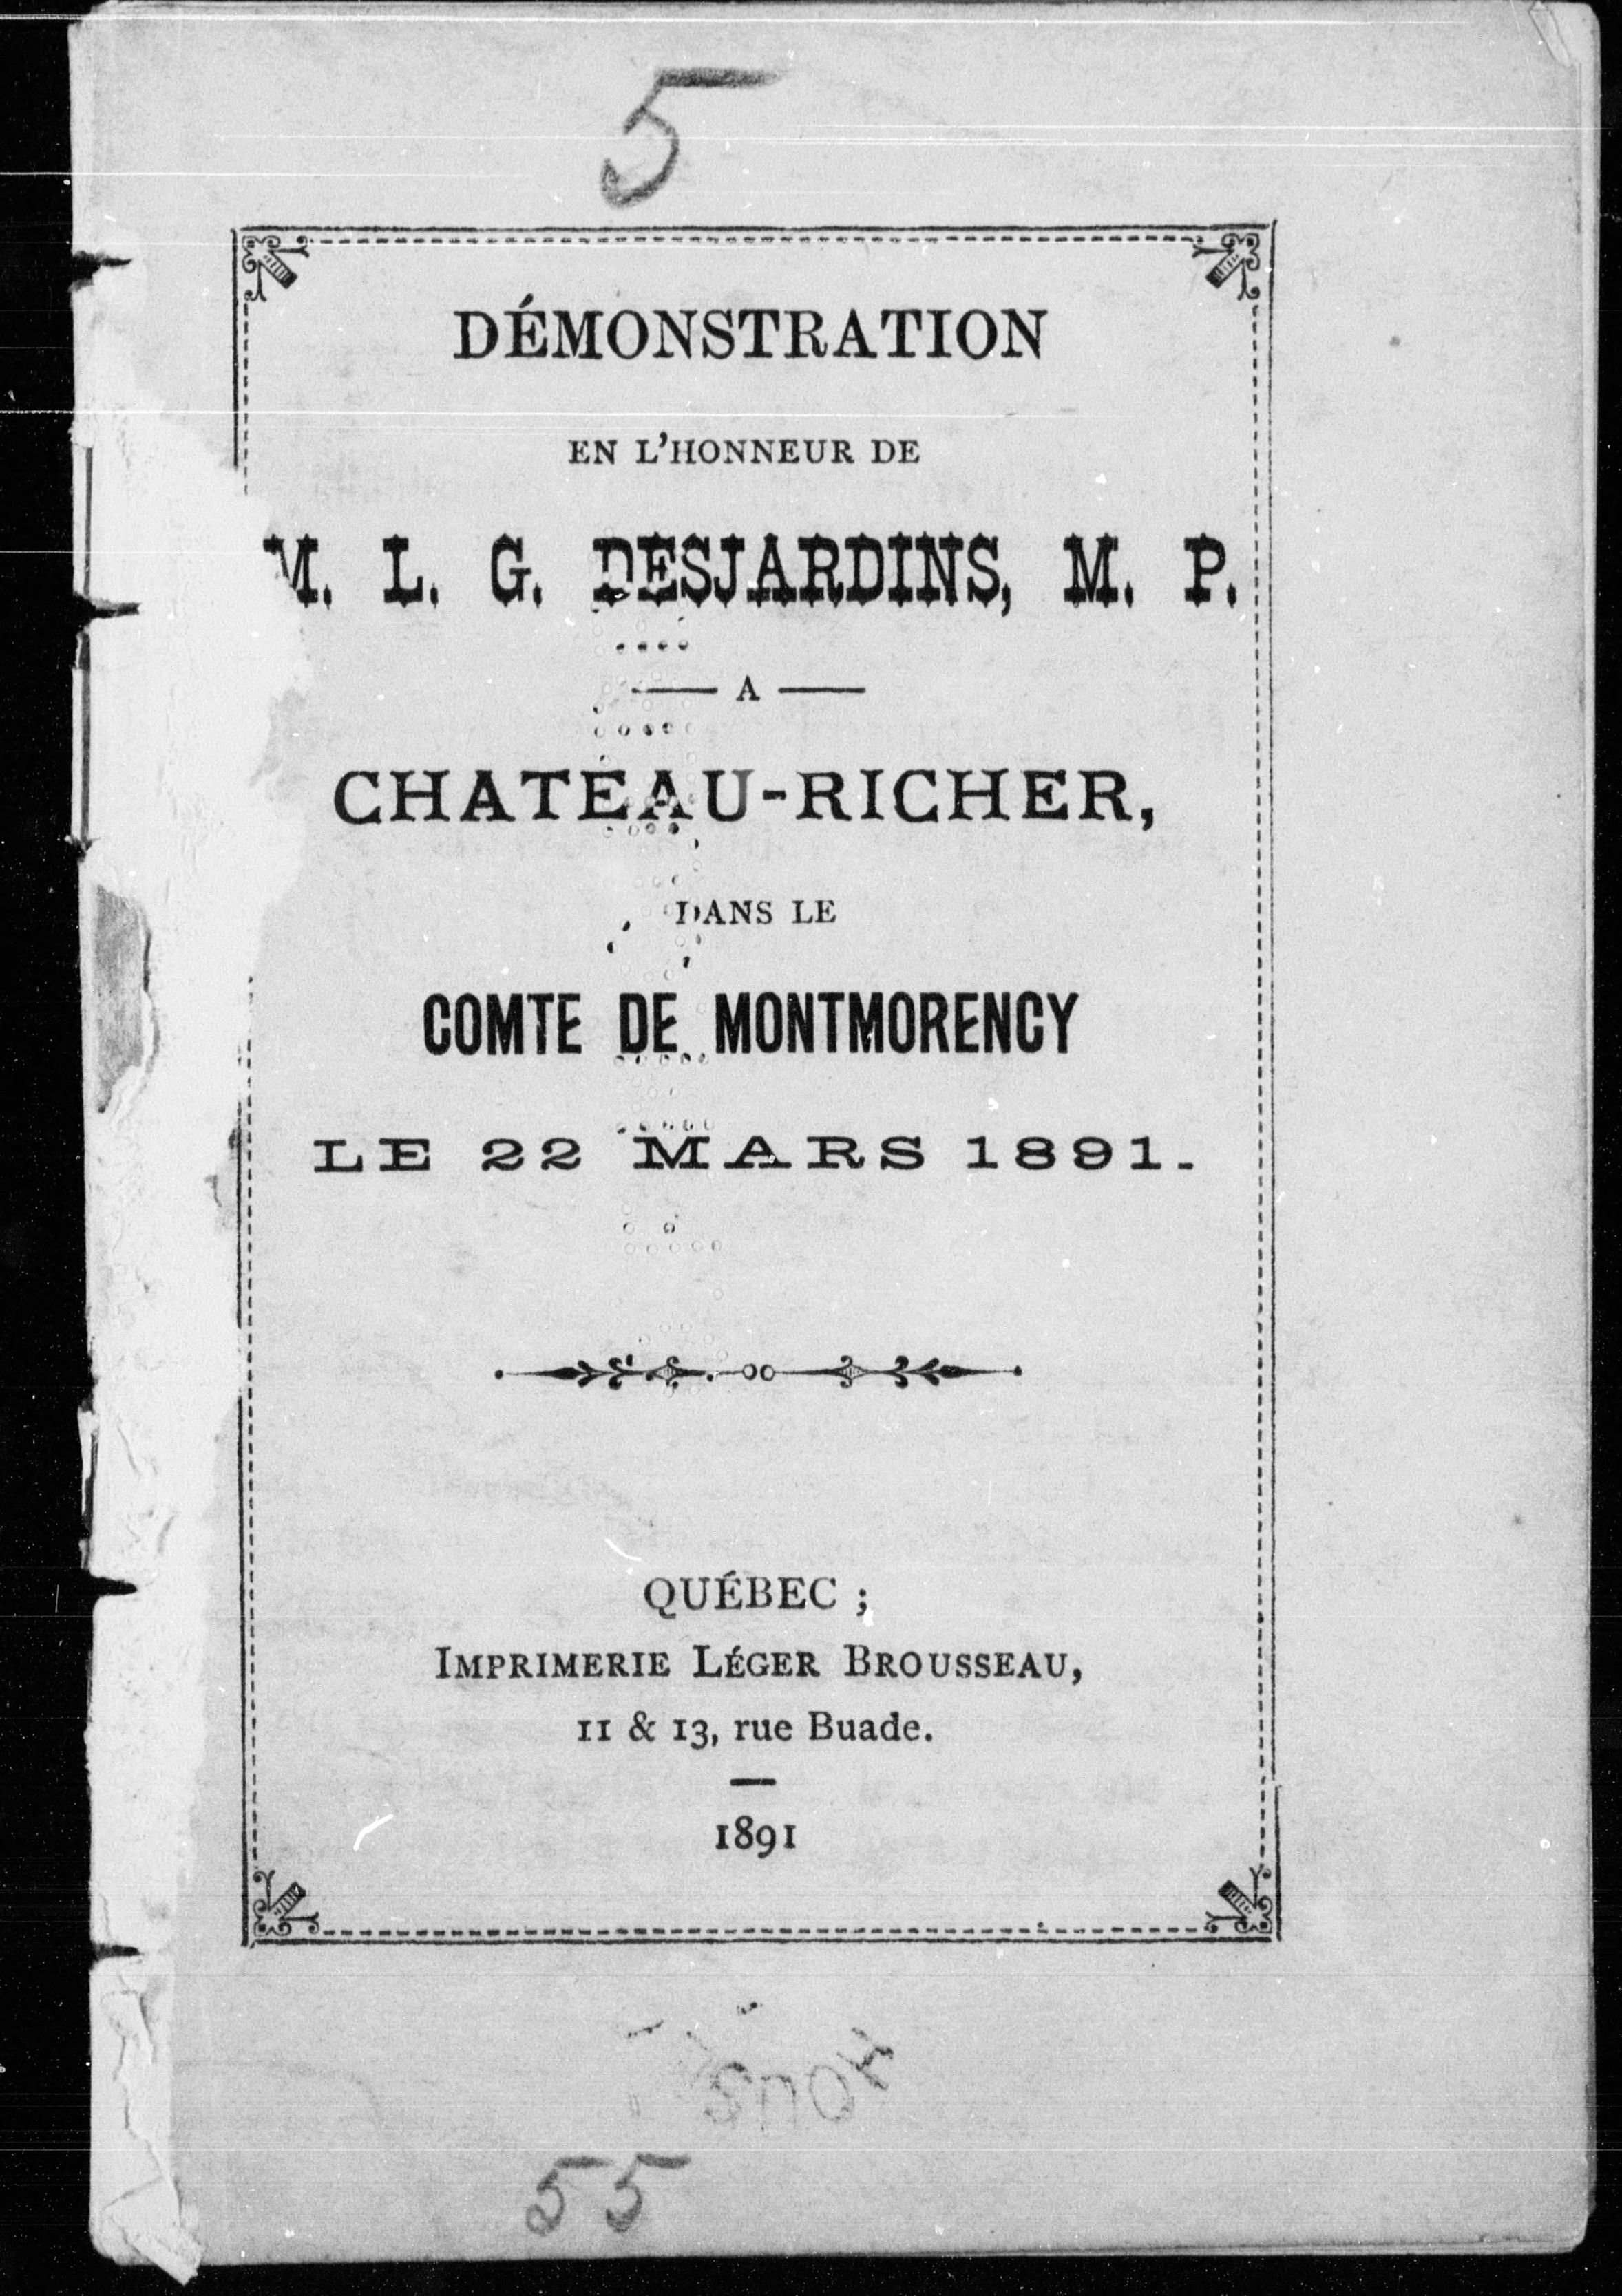 5
DÉMONSTRATION
EN L'HONNEUR DE
M. L. G. DESJARDINS, M. P.
A
CHATEAU-RICHER,
DANS LE
COMTE DE MONTMORENCY
LE 22 MARS 1891.
QUÉBEC ;
IMPRIMERIE LÉGER BROUSSEAU,
11 & 13, rue Buade.
1891
55